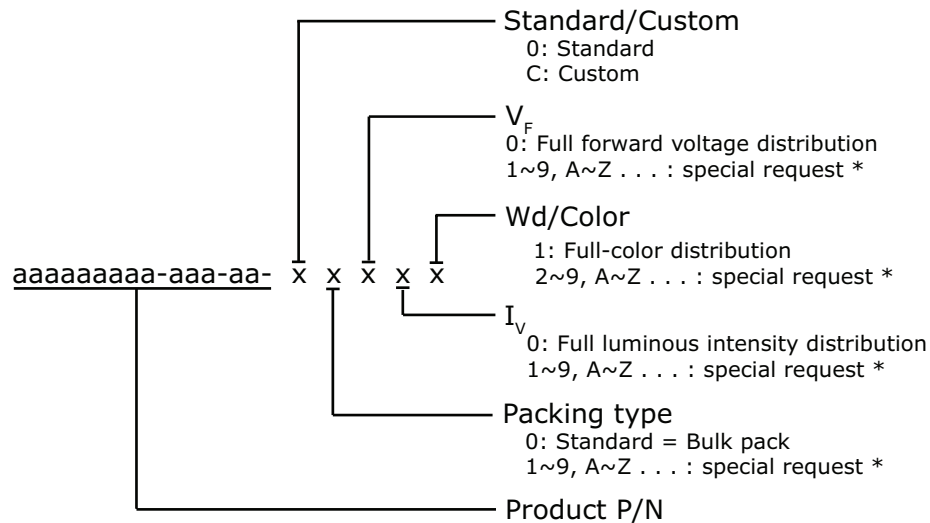 Standard/Custom
0: Standard
C: Custom
VF
0: Full forward voltage distribution
1~9, A~Z . . . : special request *
Wd/Color
1: Full-color distribution
2~9, A~Z . . . : special request *
aaaaaaaaa-aaa-aa- x x x x x
IV
0: Full luminous intensity distribution
1~9, A~Z . . . : special request *
Packing type
0: Standard = Bulk pack
1~9, A~Z . . . : special request *
Product P/N